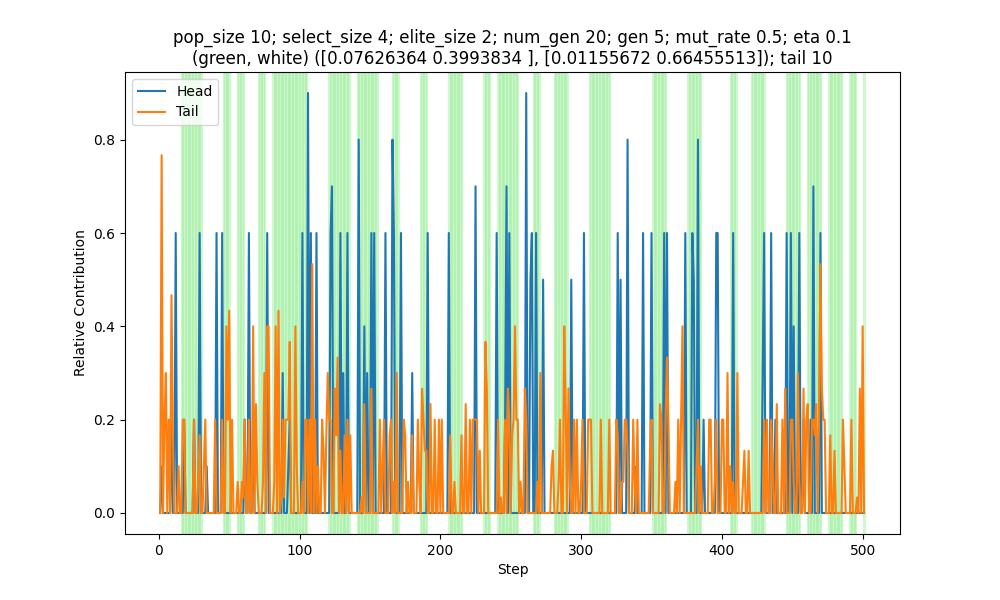 pop_size 10; select_size 4; elite_size 2; num_gen 20; gen 5; mut_rate 0.5; eta 0.1
(green, white) ([0.07626364 0.3993834 ], [0.01155672 0.66455513]); tail 10
Head
Tail
0.8
0.6
0.4
0.2
0.0
Relative Contribution
0 100 200 300 400 500
Step